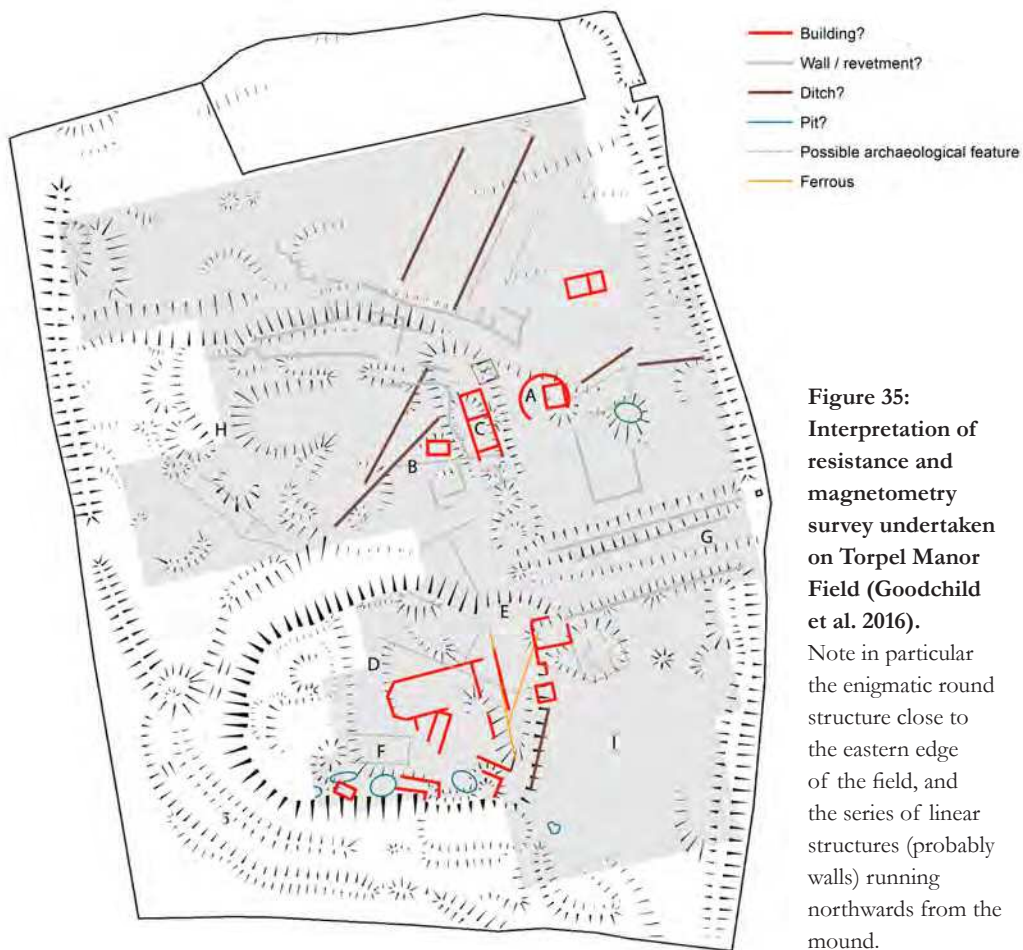 Building?
Wall / revetment?
Ditch?
Pit?
Possible archaeological feature
Ferrous
A
C
B
H
G
E
D
F
I
Figure 35:
Interpretation of
resistance and
magnetometry
survey undertaken
on Torpel Manor
Field (Goodchild
et al. 2016).
Note in particular
the enigmatic round
structure close to
the eastern edge
of the field, and
the series of linear
structures (probably
walls) running
northwards from the
mound.